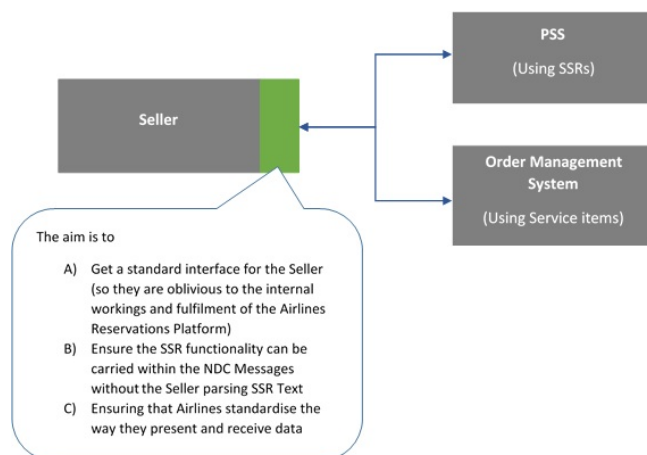 PSS
(Using SSRs)
Seller
Order Management
System
(Using Service items)
The aim is to
A) Get a standard interface for the Seller
(so they are oblivious to the internal
workings and fulfilment of the Airlines
Reservations Platform)
B) Ensure the SSR functionality can be
carried within the NDC Messages
without the Seller parsing SSR Text
C) Ensuring that Airlines standardise the
way they present and receive data